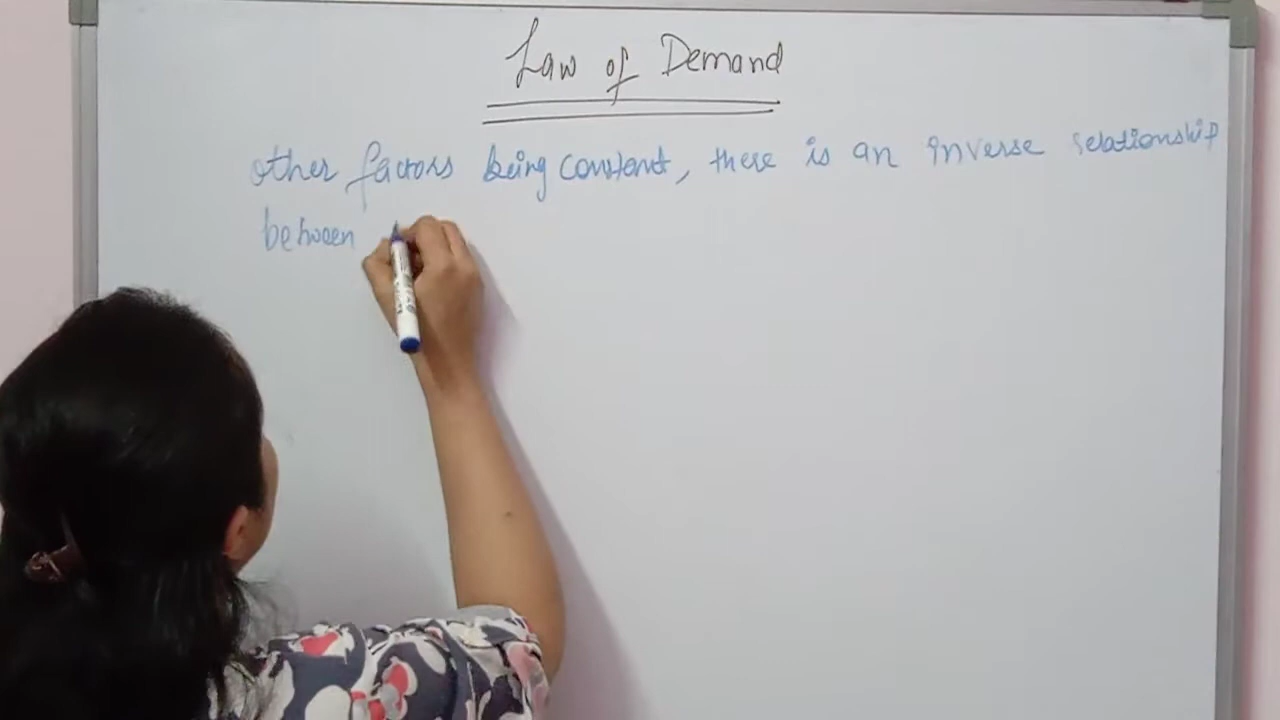 Law of Demand
other factors being constant, there is an inverse relationship
between